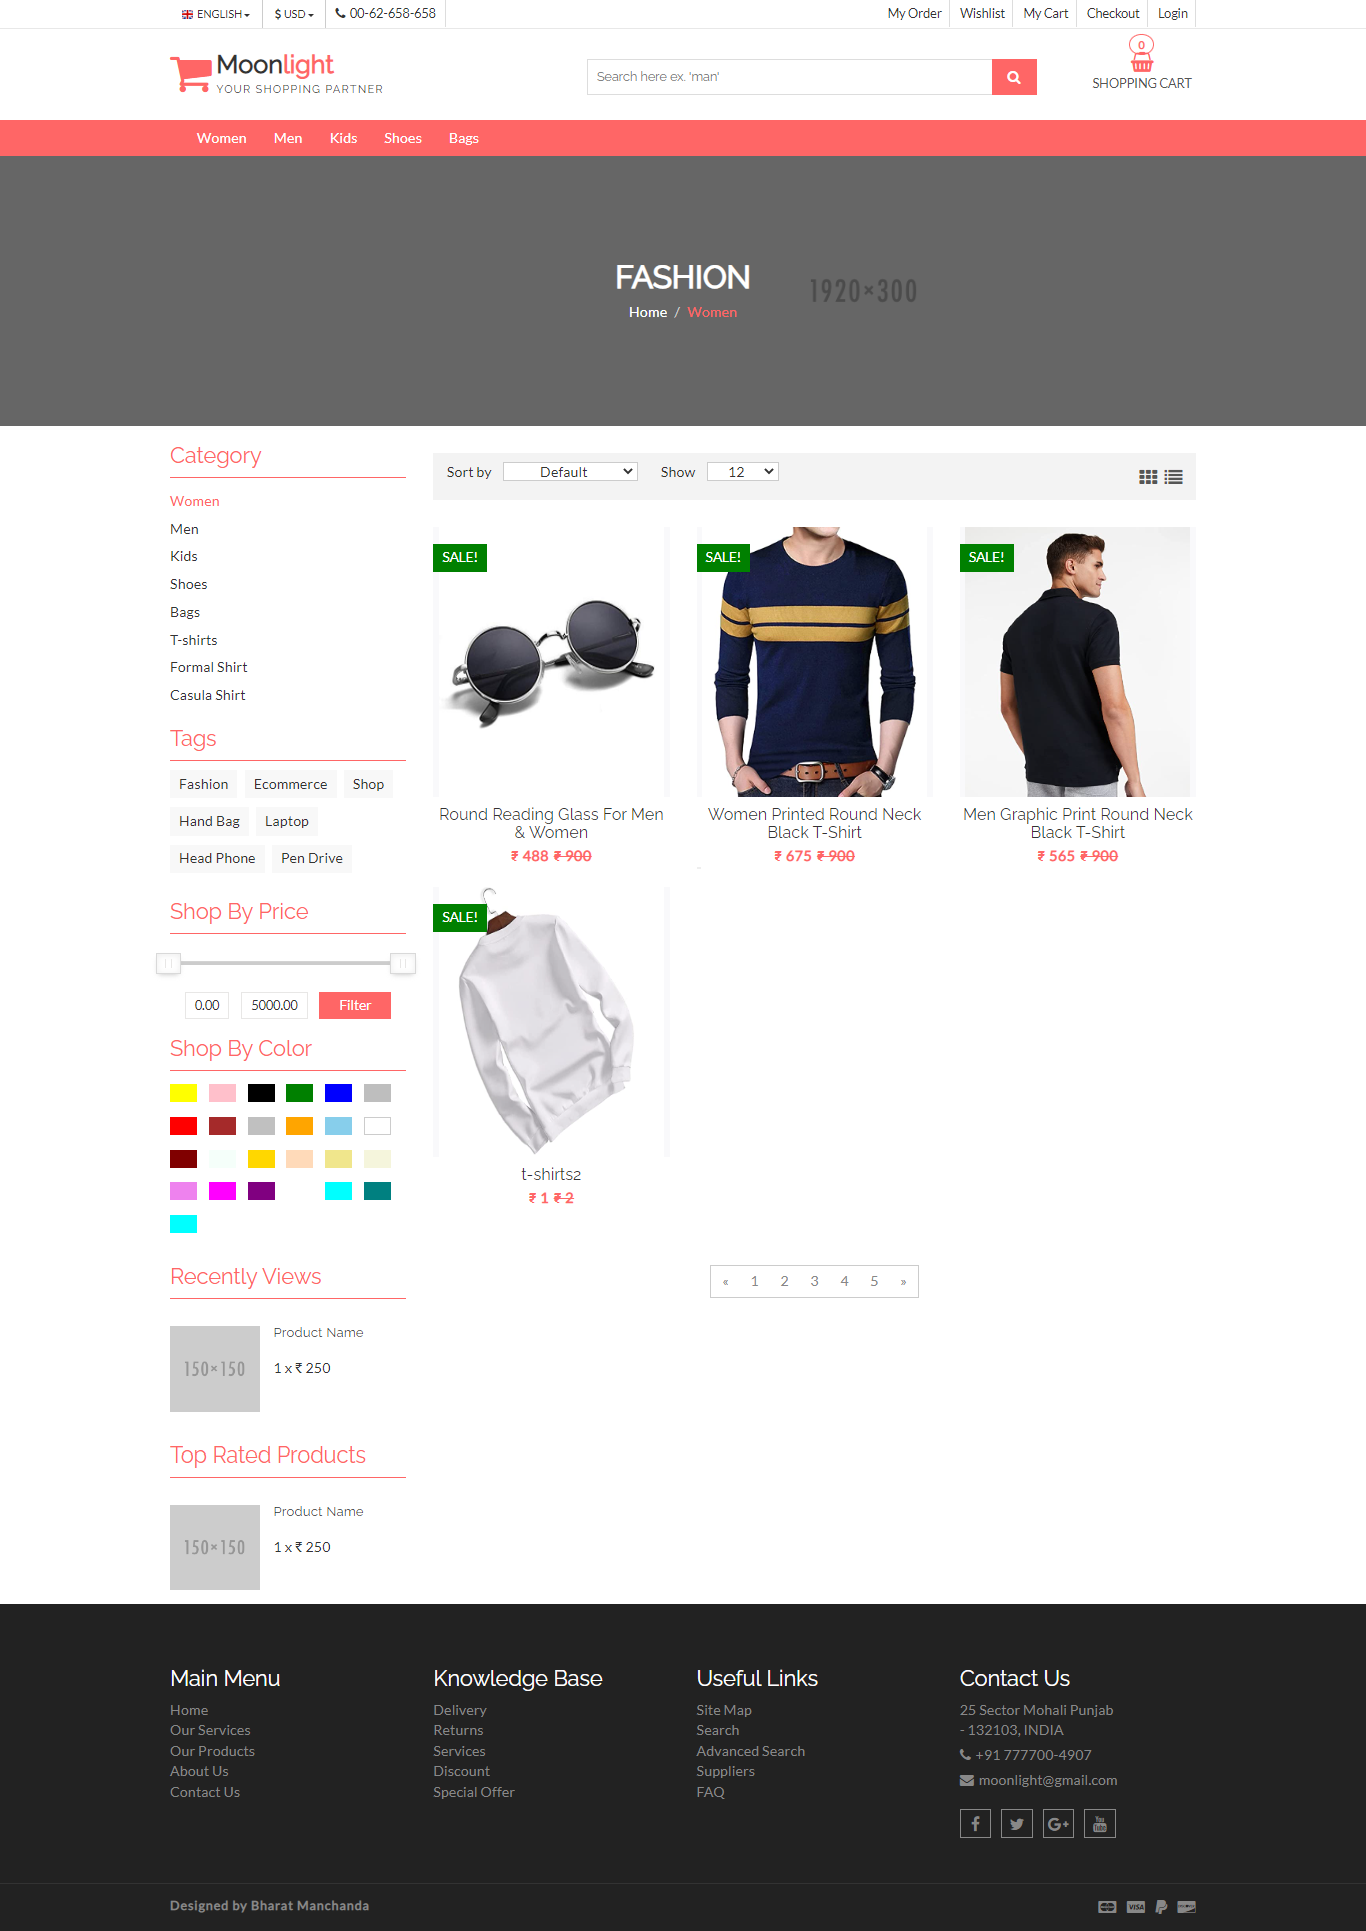 ENGLISH
$ USD
00-62-658-658
My Order
Wishlist
My Cart
Checkout
Login
Moonlight
YOUR SHOPPING PARTNER
Search here ex. 'man'
0
SHOPPING CART
Women
Men
Kids
Shoes
Bags
FASHION
Home / Women
1920×300
Category
Women
Men
Kids
Shoes
Bags
T-shirts
Formal Shirt
Casula Shirt
Tags
Fashion
Ecommerce
Shop
Hand Bag
Laptop
Head Phone
Pen Drive
Shop By Price
0.00
5000.00
Filter
Shop By Color
Recently Views
150×150
Product Name
1 x ₹ 250
Top Rated Products
150×150
Product Name
1 x ₹ 250
Sort by
Default
Show
12
SALE!
Round Reading Glass For Men
& Women
₹ 488 ₹ 900
SALE!
Women Printed Round Neck
Black T-Shirt
₹ 675 ₹ 900
SALE!
Men Graphic Print Round Neck
Black T-Shirt
₹ 565 ₹ 900
SALE!
t-shirts2
₹ 1 ₹ 2
« 1 2 3 4 5 »
Main Menu
Home
Our Services
Our Products
About Us
Contact Us
Knowledge Base
Delivery
Returns
Services
Discount
Special Offer
Useful Links
Site Map
Search
Advanced Search
Suppliers
FAQ
Contact Us
25 Sector Mohali Punjab
- 132103, INDIA
+91 777700-4907
moonlight@gmail.com
You Tube
Designed by Bharat Manchanda
VISA